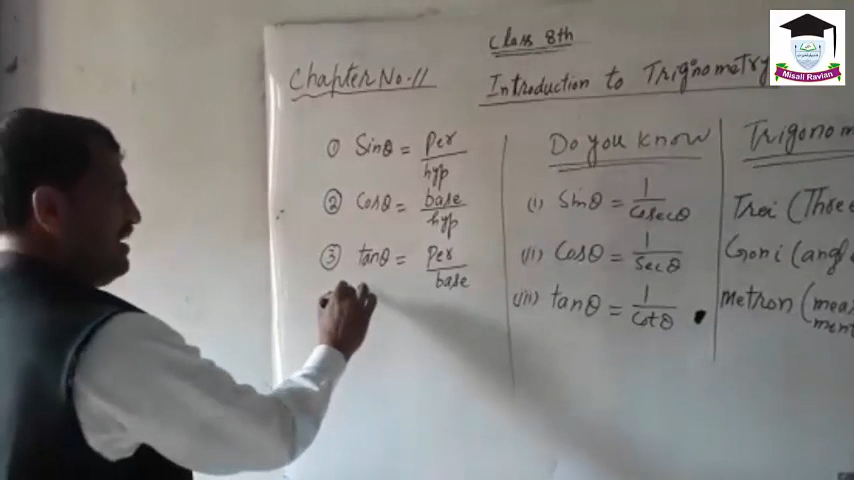 Class 8th
Chapter No.11
Introduction to Trigonometry
① Sinθ = Per/hyp
② Cosθ = base/hyp
③ tanθ = Per/base
Do you know
(i) Sinθ = 1/Cosecθ
(ii) Cosθ = 1/Secθ
(iii) tanθ = 1/Cotθ
Trigonom
Trei (Three
Goni (angl
metron (mea
ment
Misali Ravian